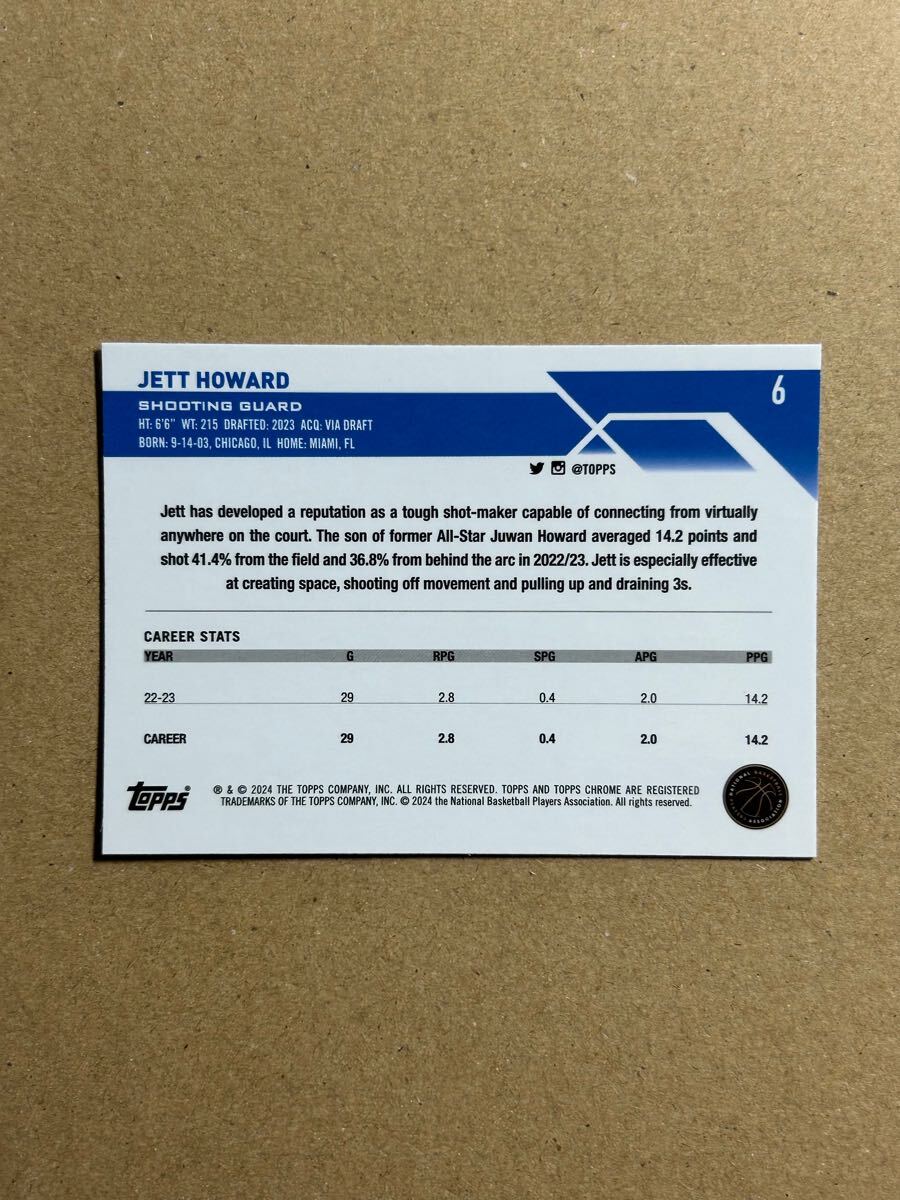 JETT HOWARD
6
SHOOTING GUARD
HT: 6'6" WT: 215 DRAFTED: 2023 ACQ: VIA DRAFT
BORN: 9-14-03, CHICAGO, IL HOME: MIAMI, FL
@TOPPS
Jett has developed a reputation as a tough shot-maker capable of connecting from virtually
anywhere on the court. The son of former All-Star Juwan Howard averaged 14.2 points and
shot 41.4% from the field and 36.8% from behind the arc in 2022/23. Jett is especially effective
at creating space, shooting off movement and pulling up and draining 3s.
CAREER STATS
YEAR G RPG SPG APG PPG
22-23 29 2.8 0.4 2.0 14.2
CAREER 29 2.8 0.4 2.0 14.2
topps®
® & © 2024 THE TOPPS COMPANY, INC. ALL RIGHTS RESERVED. TOPPS AND TOPPS CHROME ARE REGISTERED
TRADEMARKS OF THE TOPPS COMPANY, INC. © 2024 the National Basketball Players Association. All rights reserved.
NATIONAL BASKETBALL
PLAYERS ASSOCIATION